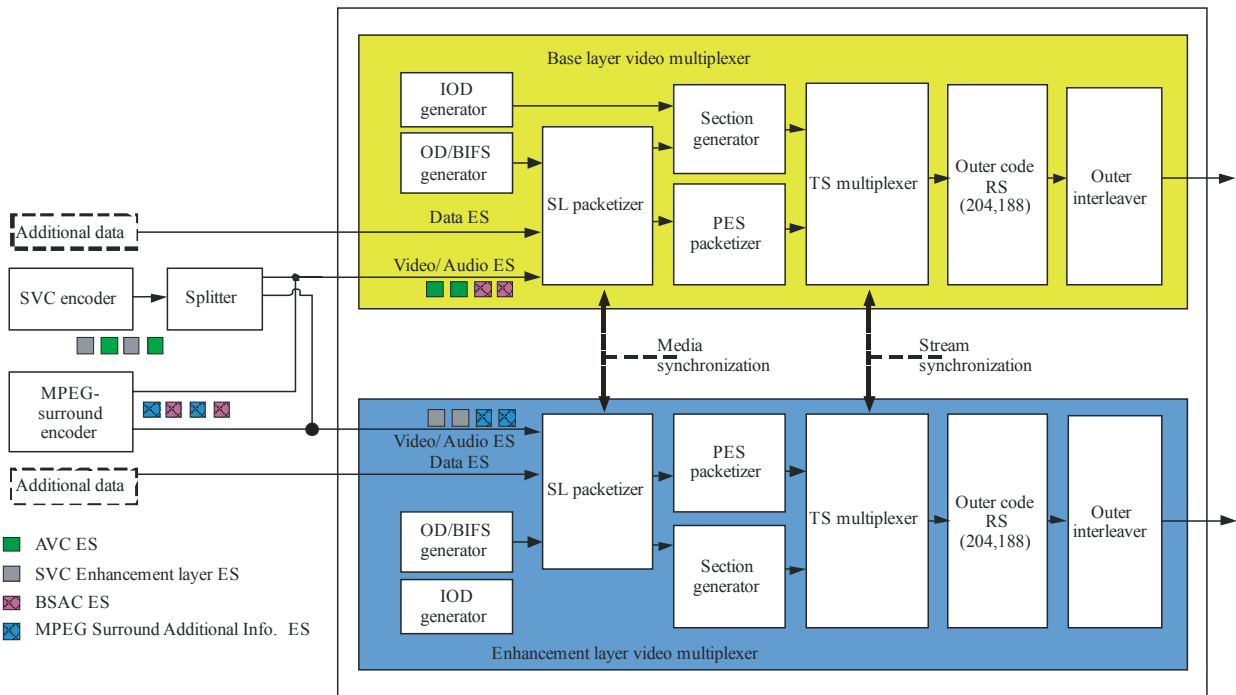 Base layer video multiplexer
IOD
generator
OD/BIFS
generator
SL packetizer
Section
generator
PES
packetizer
TS multiplexer
Outer code
RS
(204,188)
Outer
interleaver
Additional data
Data ES
Video/ Audio ES
SVC encoder
Splitter
Media
synchronization
Stream
synchronization
MPEG-
surround
encoder
Additional data
Video/ Audio ES
Data ES
SL packetizer
PES
packetizer
TS multiplexer
Outer code
RS
(204,188)
Outer
interleaver
OD/BIFS
generator
IOD
generator
Section
generator
Enhancement layer video multiplexer
AVC ES
SVC Enhancement layer ES
BSAC ES
MPEG Surround Additional Info. ES